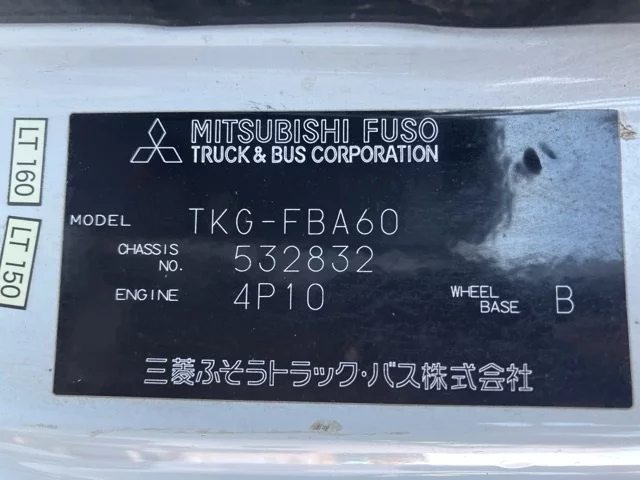 MITSUBISHI FUSO
TRUCK & BUS CORPORATION
LT 160
LT 150
MODEL TKG-FBA60
CHASSIS NO. 532832
ENGINE 4P10 WHEEL BASE B
三菱ふそうトラック・バス株式会社